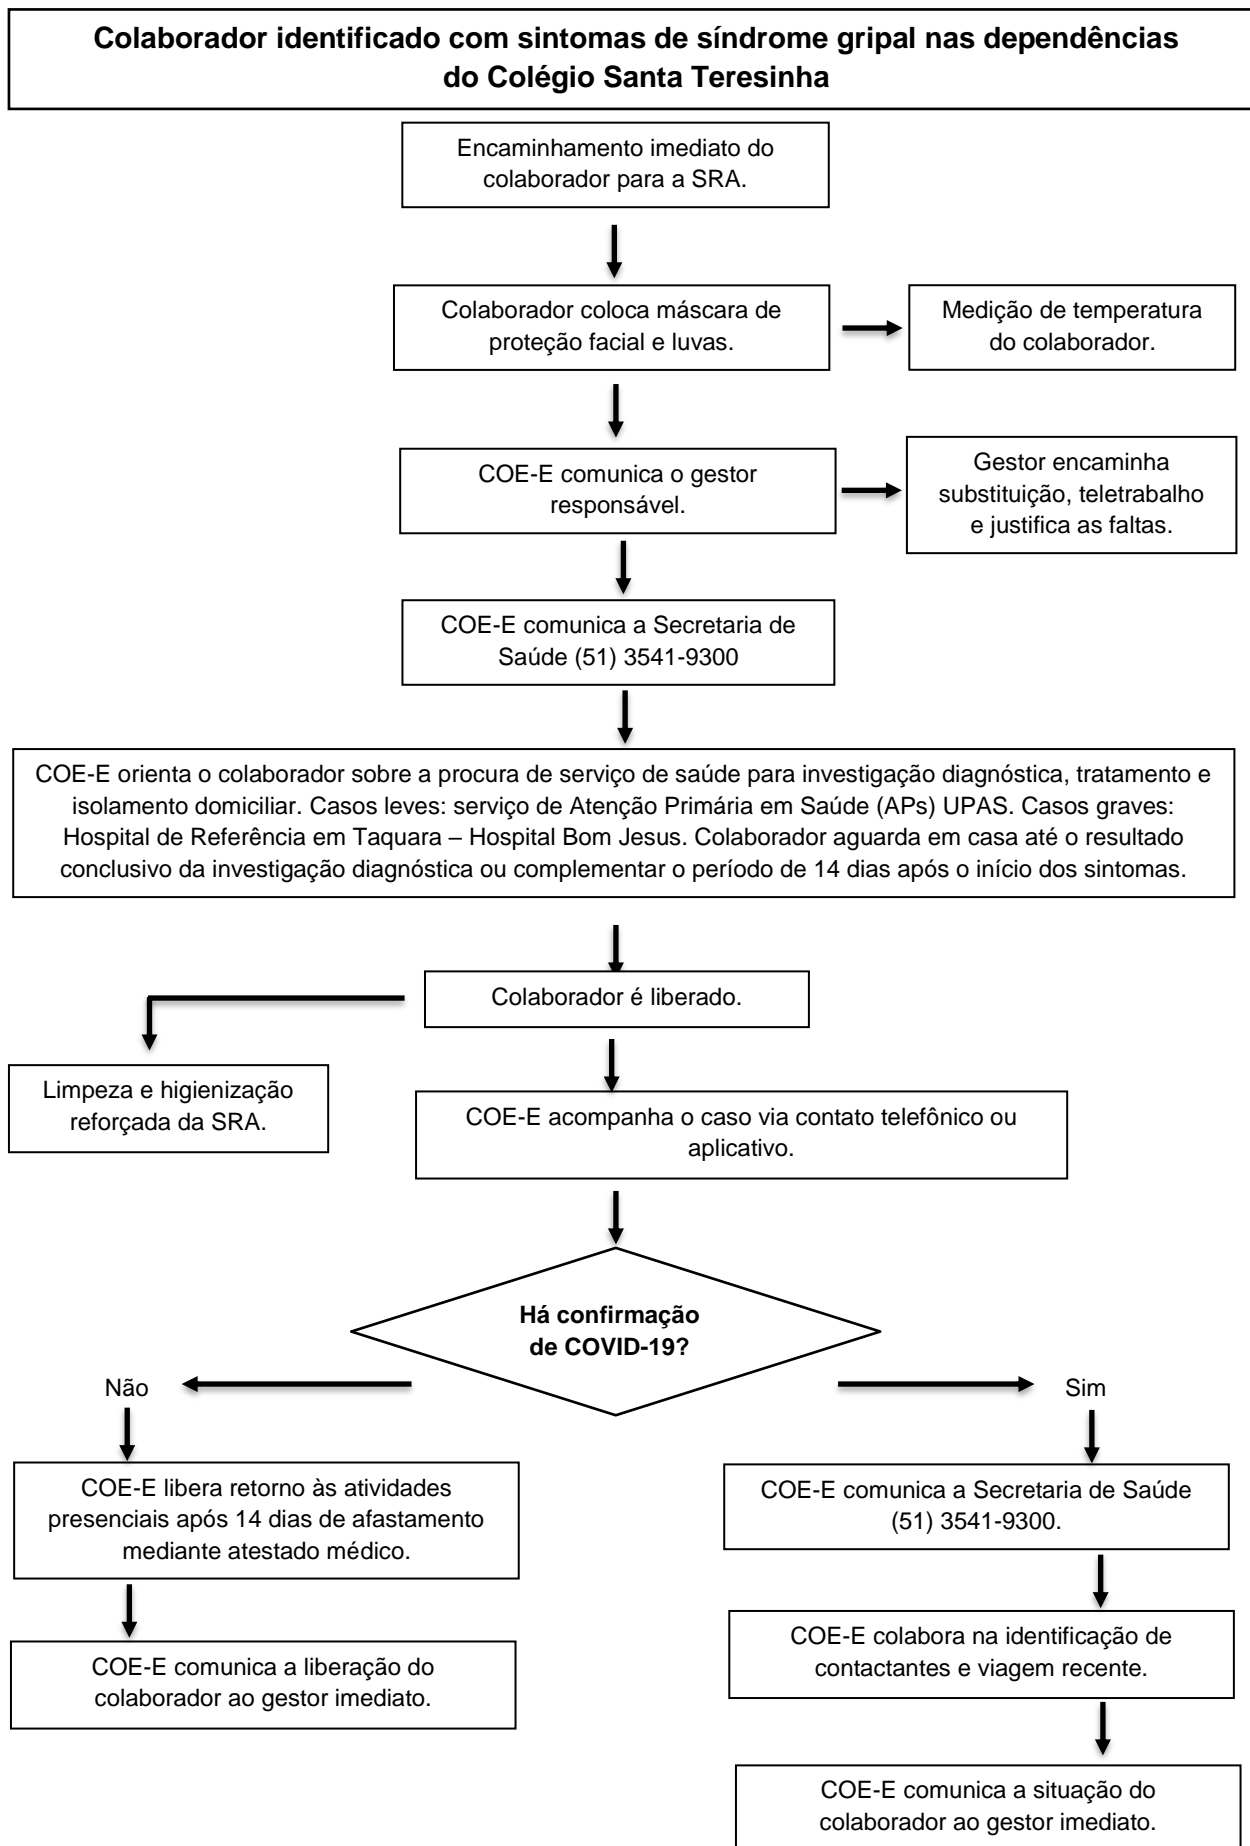 Colaborador identificado com sintomas de síndrome gripal nas dependências
do Colégio Santa Teresinha
Encaminhamento imediato do
colaborador para a SRA.
Colaborador coloca máscara de
proteção facial e luvas.
Medição de temperatura
do colaborador.
COE-E comunica o gestor
responsável.
Gestor encaminha
substituição, teletrabalho
e justifica as faltas.
COE-E comunica a Secretaria de
Saúde (51) 3541-9300
COE-E orienta o colaborador sobre a procura de serviço de saúde para investigação diagnóstica, tratamento e
isolamento domiciliar. Casos leves: serviço de Atenção Primária em Saúde (APs) UPAS. Casos graves:
Hospital de Referência em Taquara – Hospital Bom Jesus. Colaborador aguarda em casa até o resultado
conclusivo da investigação diagnóstica ou complementar o período de 14 dias após o início dos sintomas.
Colaborador é liberado.
Limpeza e higienização
reforçada da SRA.
COE-E acompanha o caso via contato telefônico ou
aplicativo.
Há confirmação
de COVID-19?
Não
Sim
COE-E libera retorno às atividades
presenciais após 14 dias de afastamento
mediante atestado médico.
COE-E comunica a liberação do
colaborador ao gestor imediato.
COE-E comunica a Secretaria de Saúde
(51) 3541-9300.
COE-E colabora na identificação de
contactantes e viagem recente.
COE-E comunica a situação do
colaborador ao gestor imediato.